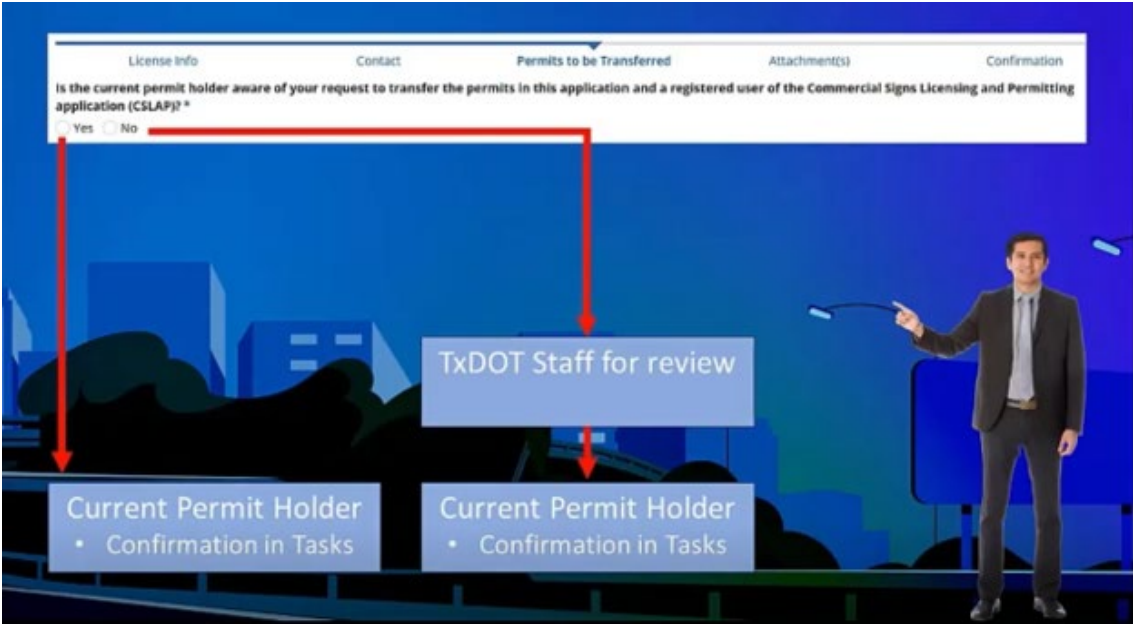 License Info Contact Permits to be Transferred Attachment(s) Confirmation
Is the current permit holder aware of your request to transfer the permits in this application and a registered user of the Commercial Signs Licensing and Permitting
application (CSLAP)? *
Yes No
TxDOT Staff for review
Current Permit Holder
• Confirmation in Tasks
Current Permit Holder
• Confirmation in Tasks